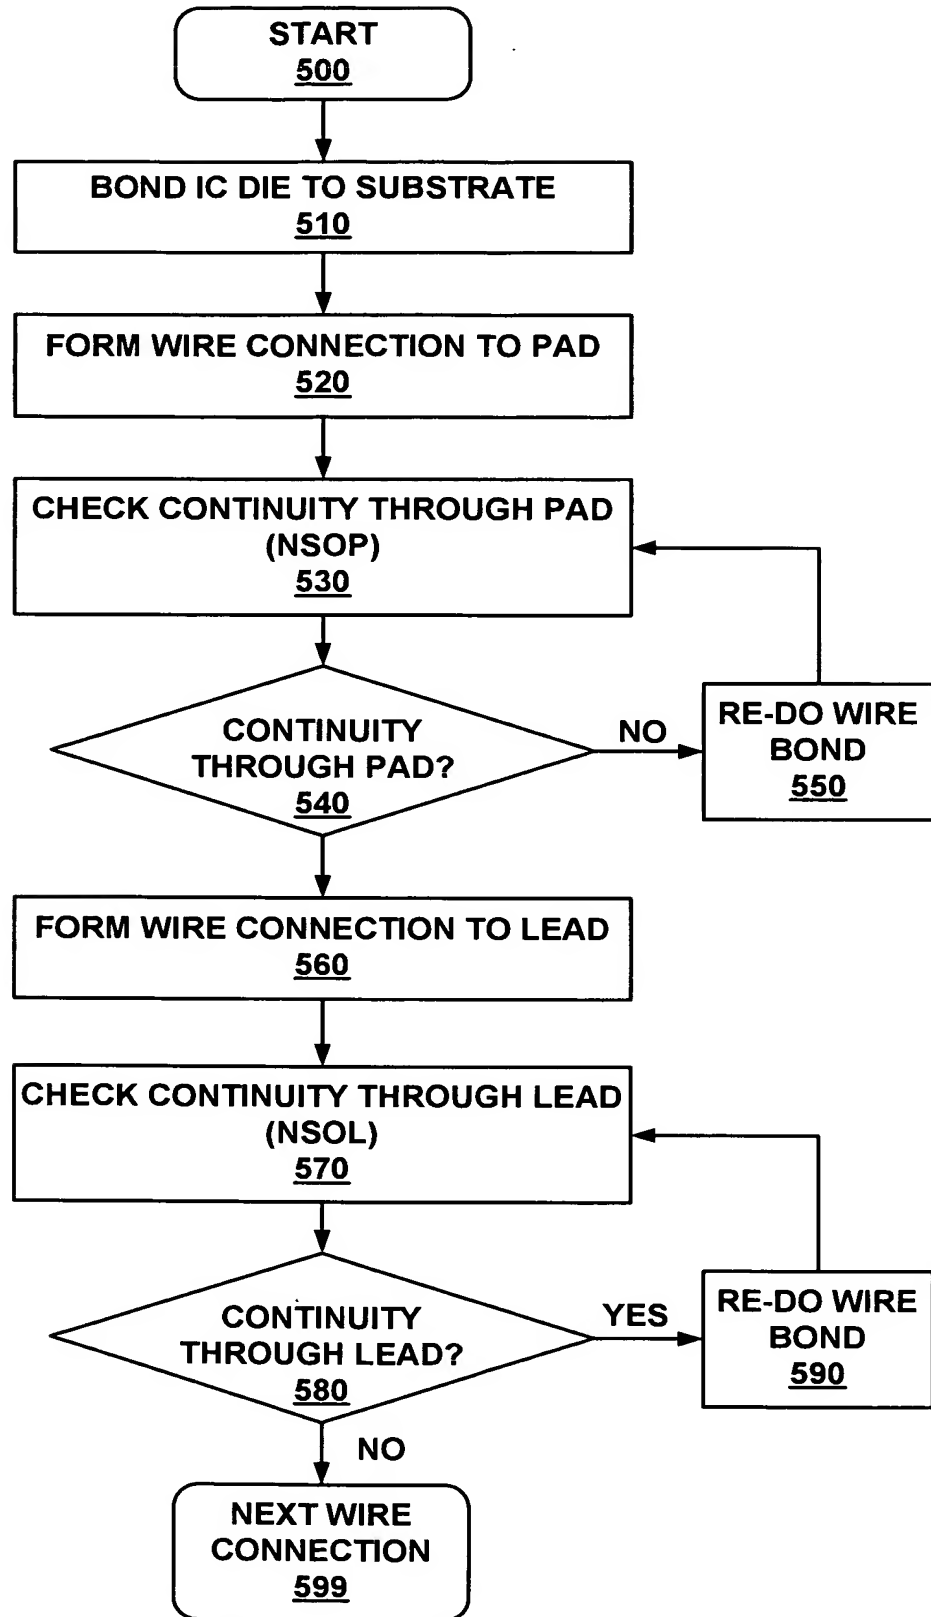 START
500
BOND IC DIE TO SUBSTRATE
510
FORM WIRE CONNECTION TO PAD
520
CHECK CONTINUITY THROUGH PAD
(NSOP)
530
CONTINUITY
THROUGH PAD?
540
NO
RE-DO WIRE
BOND
550
FORM WIRE CONNECTION TO LEAD
560
CHECK CONTINUITY THROUGH LEAD
(NSOL)
570
CONTINUITY
THROUGH LEAD?
580
YES
RE-DO WIRE
BOND
590
NO
NEXT WIRE
CONNECTION
599